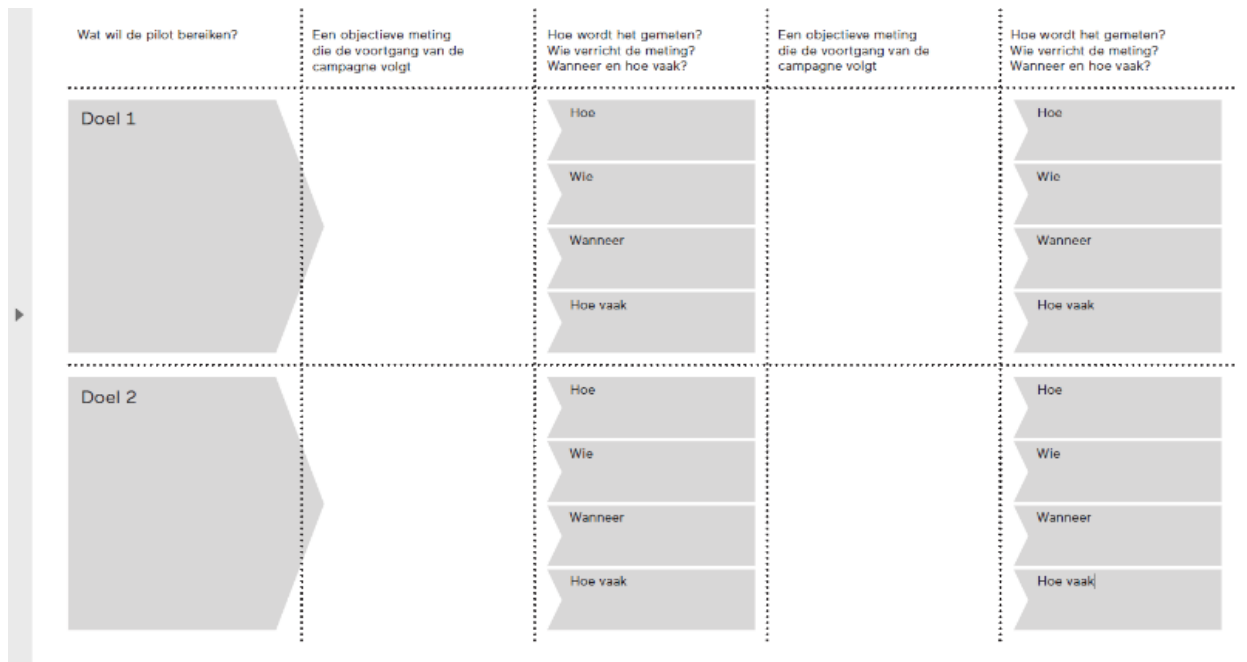 Wat wil de pilot bereiken?
Een objectieve meting
die de voortgang van de
campagne volgt
Hoe wordt het gemeten?
Wie verricht de meting?
Wanneer en hoe vaak?
Een objectieve meting
die de voortgang van de
campagne volgt
Hoe wordt het gemeten?
Wie verricht de meting?
Wanneer en hoe vaak?
Doel 1
Hoe
Wie
Wanneer
Hoe vaak
Hoe
Wie
Wanneer
Hoe vaak
Doel 2
Hoe
Wie
Wanneer
Hoe vaak
Hoe
Wie
Wanneer
Hoe vaak